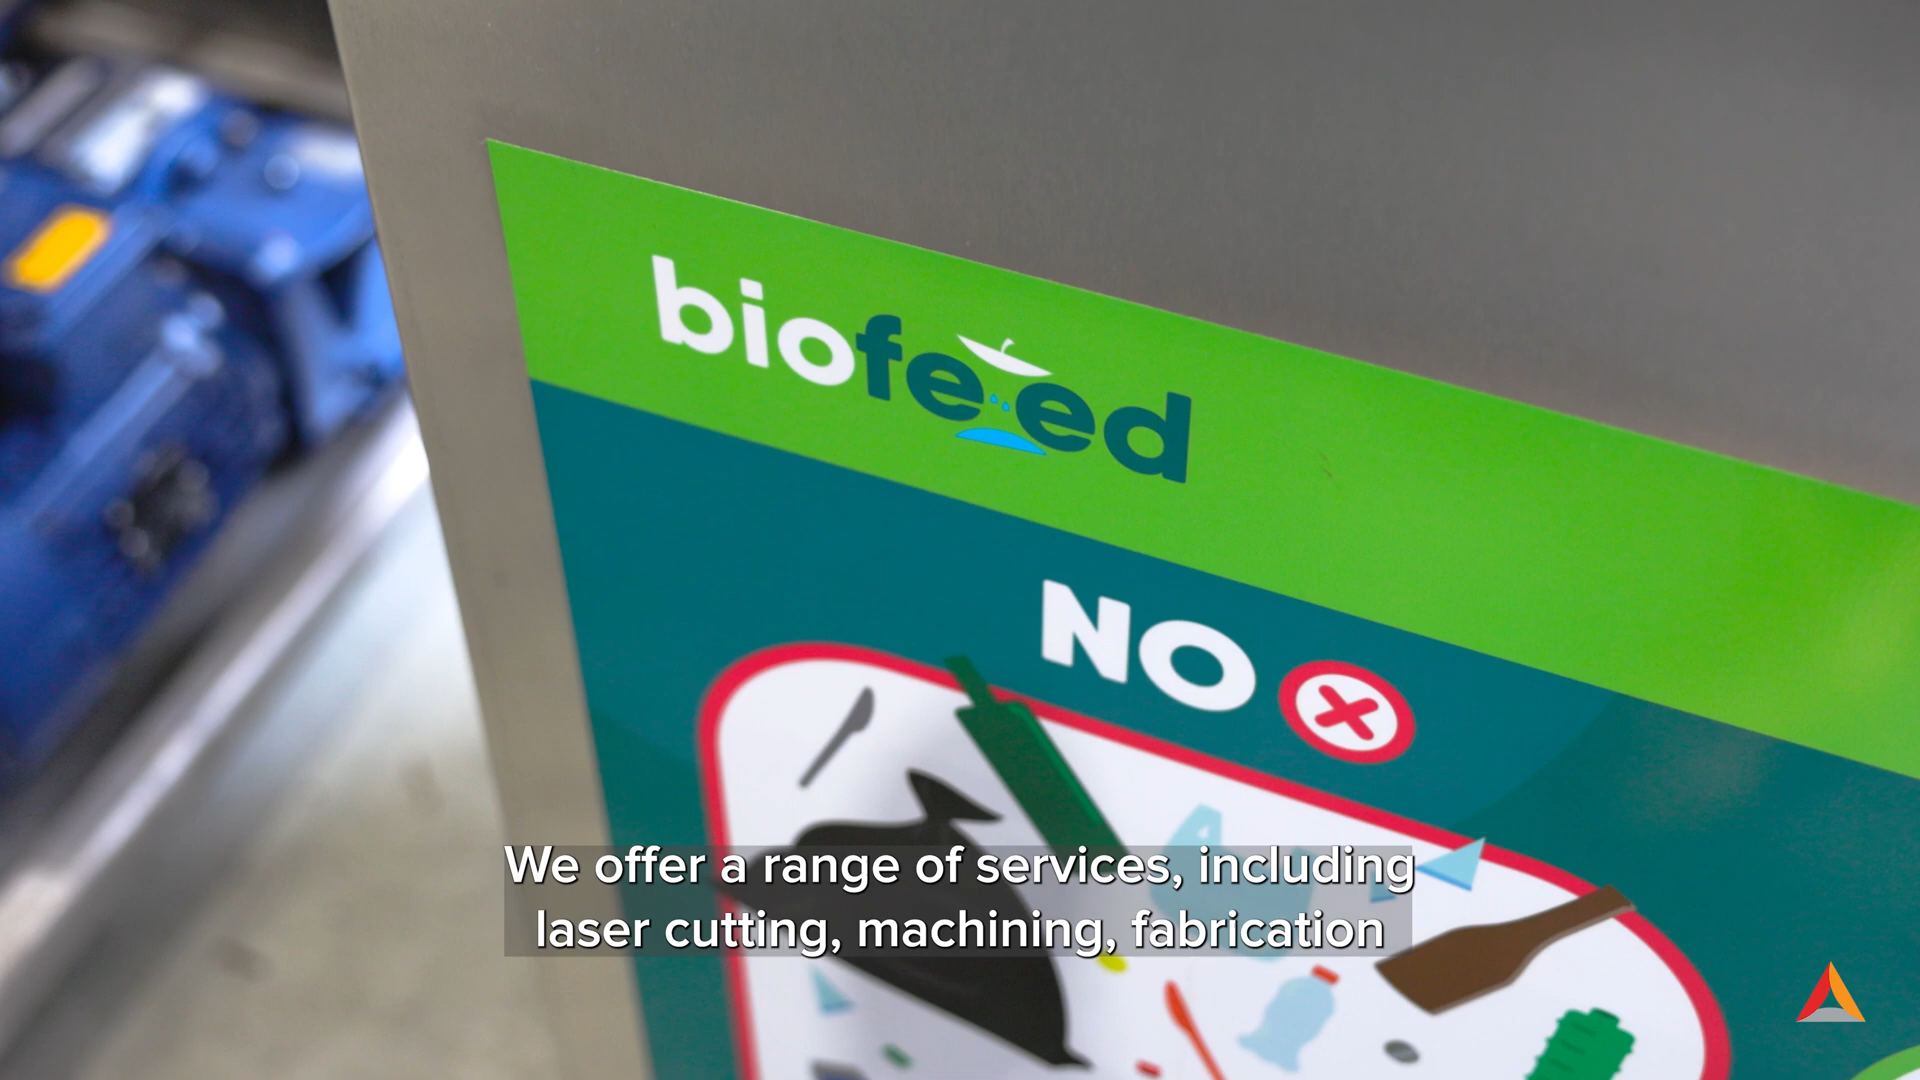 biofeed
NO
We offer a range of services, including
laser cutting, machining, fabrication